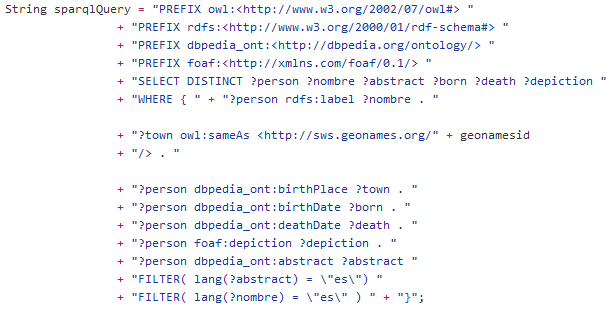 String sparqlQuery = "PREFIX owl:<http://www.w3.org/2002/07/owl#> "
+ "PREFIX rdfs:<http://www.w3.org/2000/01/rdf-schema#> "
+ "PREFIX dbpedia_ont:<http://dbpedia.org/ontology/> "
+ "PREFIX foaf:<http://xmlns.com/foaf/0.1/> "
+ "SELECT DISTINCT ?person ?nombre ?abstract ?born ?death ?depiction "
+ "WHERE { " + "?person rdfs:label ?nombre . "
+ "?town owl:sameAs <http://sws.geonames.org/" + geonamesid
+ "/> . "
+ "?person dbpedia_ont:birthPlace ?town . "
+ "?person dbpedia_ont:birthDate ?born . "
+ "?person dbpedia_ont:deathDate ?death . "
+ "?person foaf:depiction ?depiction . "
+ "?person dbpedia_ont:abstract ?abstract "
+ "FILTER( lang(?abstract) = \"es\") "
+ "FILTER( lang(?nombre) = \"es\" ) " + "}";